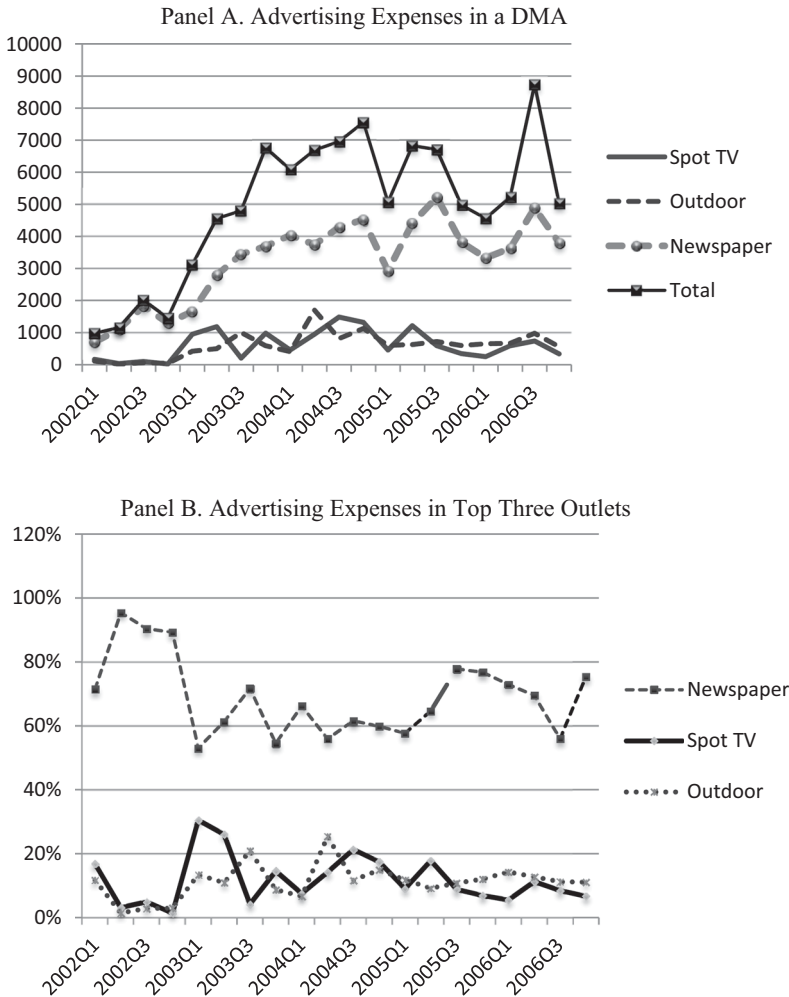 Panel A. Advertising Expenses in a DMA
10000
9000
8000
7000
6000
5000
4000
3000
2000
1000
0
2002Q1
2002Q3
2003Q1
2003Q3
2004Q1
2004Q3
2005Q1
2005Q3
2006Q1
2006Q3
Spot TV
Outdoor
Newspaper
Total
Panel B. Advertising Expenses in Top Three Outlets
120%
100%
80%
60%
40%
20%
0%
2002Q1
2002Q3
2003Q1
2003Q3
2004Q1
2004Q3
2005Q1
2005Q3
2006Q1
2006Q3
Newspaper
Spot TV
Outdoor